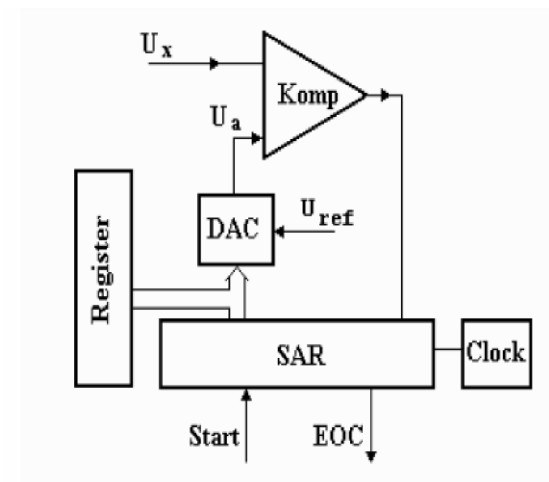 Ux
Komp
Ua
Uref
DAC
Register
SAR
Clock
Start
EOC